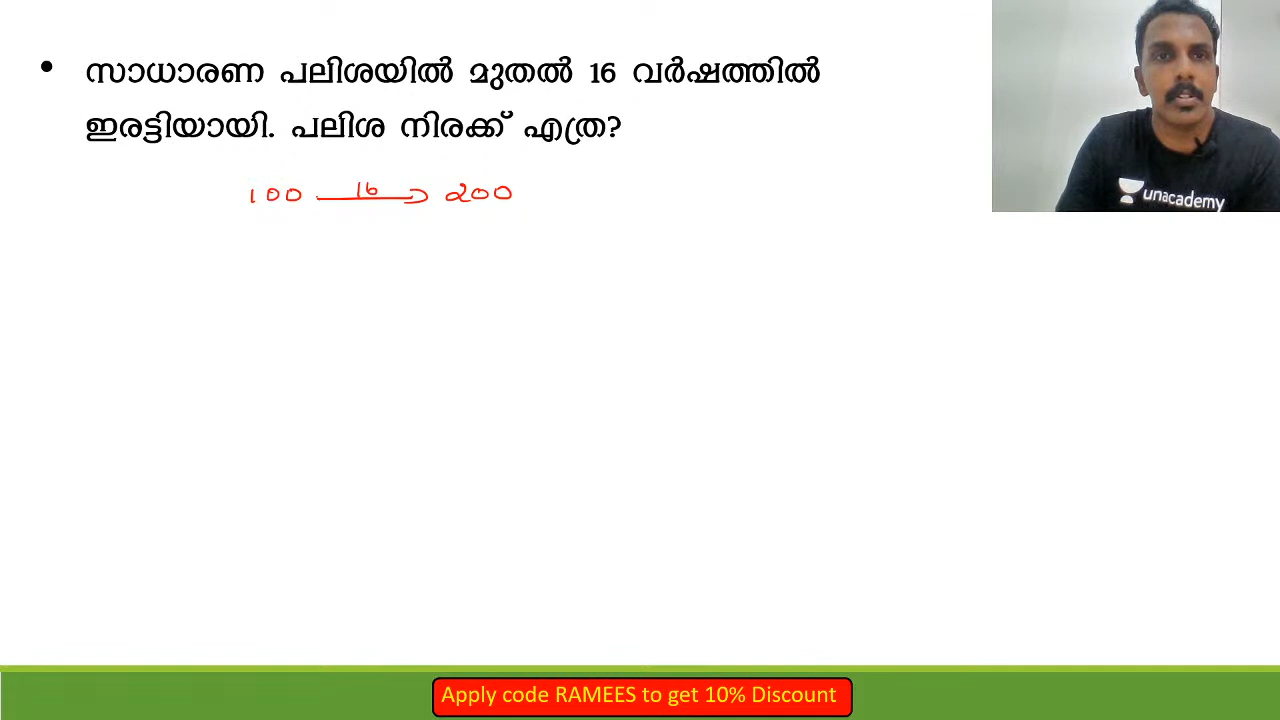 • സാധാരണ പലിശയിൽ മുതൽ 16 വർഷത്തിൽ
ഇരട്ടിയായി. പലിശ നിരക്ക് എത്ര?
100 16 200
unacademy
Apply code RAMEES to get 10% Discount